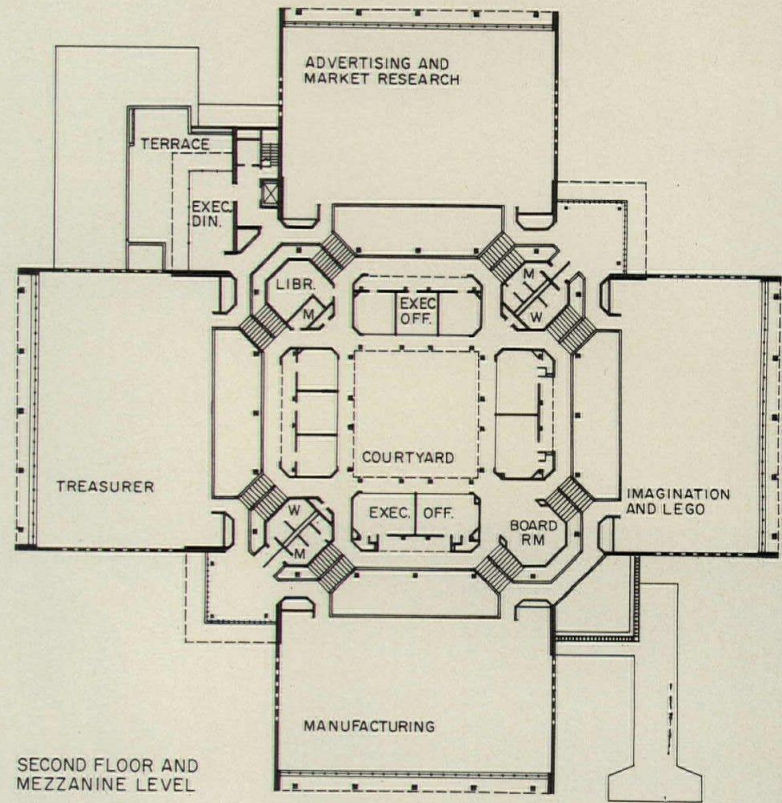 ADVERTISING AND
MARKET RESEARCH
TERRACE
EXEC.
DIN.
LIBR.
M
EXEC
OFF.
M
W
COURTYARD
TREASURER
IMAGINATION
AND LEGO
W
M
EXEC. OFF.
BOARD
RM
MANUFACTURING
SECOND FLOOR AND
MEZZANINE LEVEL